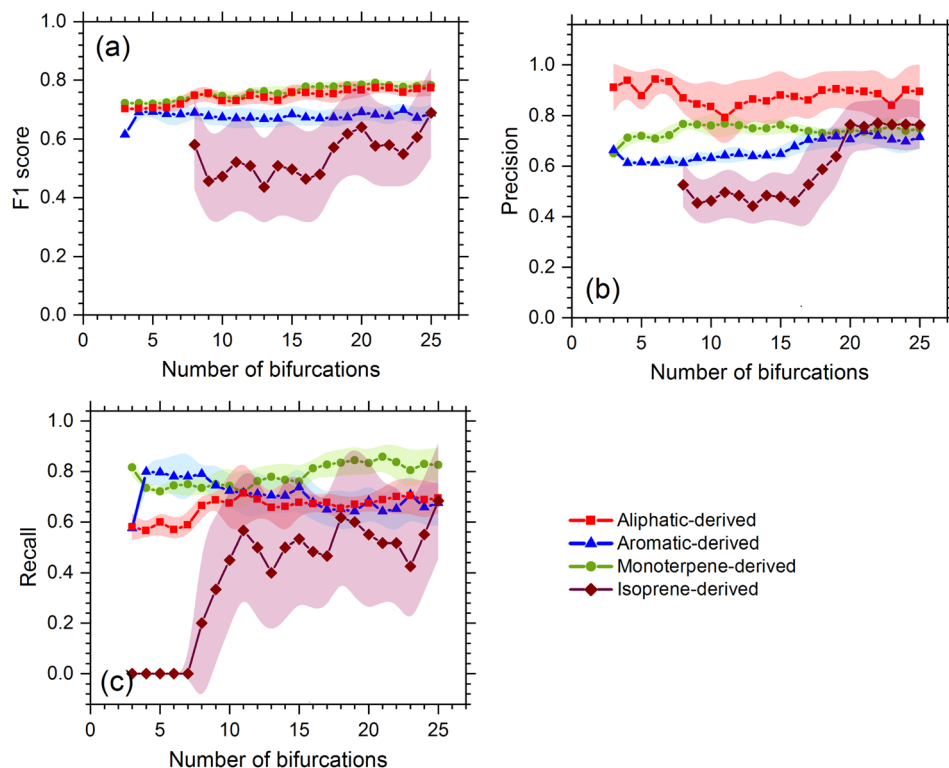 (a)
F1 score
1.0
0.8
0.6
0.4
0.2
0.0
0 5 10 15 20 25
Number of bifurcations
(b)
Precision
1.0
0.8
0.6
0.4
0.2
0.0
0 5 10 15 20 25
Number of bifurcations
(c)
Recall
1.0
0.8
0.6
0.4
0.2
0.0
0 5 10 15 20 25
Number of bifurcations
Aliphatic-derived
Aromatic-derived
Monoterpene-derived
Isoprene-derived